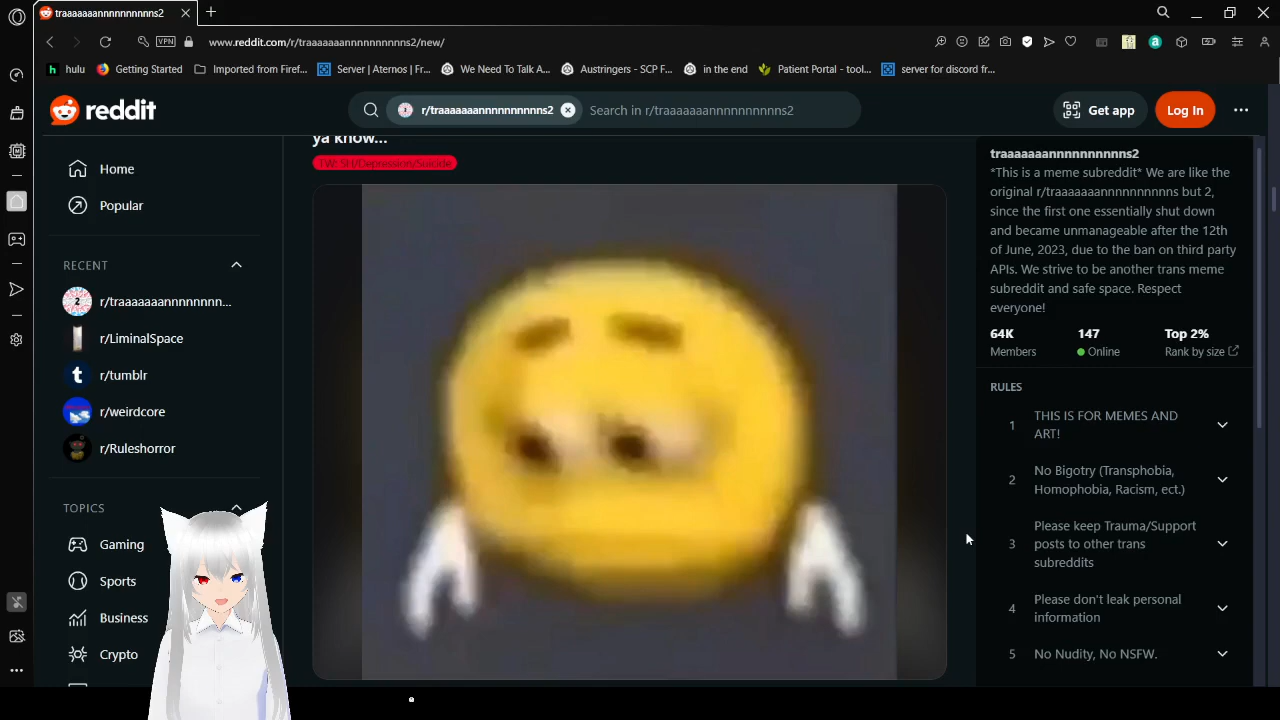 traaaaaaannnnnnnnnns2
VPN
www.reddit.com/r/traaaaaaannnnnnnnnns2/new/
hulu
Getting Started
Imported from Firef...
Server | Aternos | Fr...
We Need To Talk A...
Austringers - SCP F...
in the end
Patient Portal - tool...
server for discord fr...
reddit
r/traaaaaaannnnnnnnnns2
Search in r/traaaaaaannnnnnnnnns2
Get app
Log In
ya know...
TW: SH/Depression/Suicide
Home
Popular
RECENT
r/traaaaaaannnnnnnn...
r/LiminalSpace
r/tumblr
r/weirdcore
r/Ruleshorror
TOPICS
Gaming
Sports
Business
Crypto
traaaaaaannnnnnnnnns2
*This is a meme subreddit* We are like the
original r/traaaaaaannnnnnnnnns but 2,
since the first one essentially shut down
and became unmanageable after the 12th
of June, 2023, due to the ban on third party
APIs. We strive to be another trans meme
subreddit and safe space. Respect
everyone!
64K
Members
147
Online
Top 2%
Rank by size
RULES
1 THIS IS FOR MEMES AND
ART!
2 No Bigotry (Transphobia,
Homophobia, Racism, ect.)
3 Please keep Trauma/Support
posts to other trans
subreddits
4 Please don't leak personal
information
5 No Nudity, No NSFW.